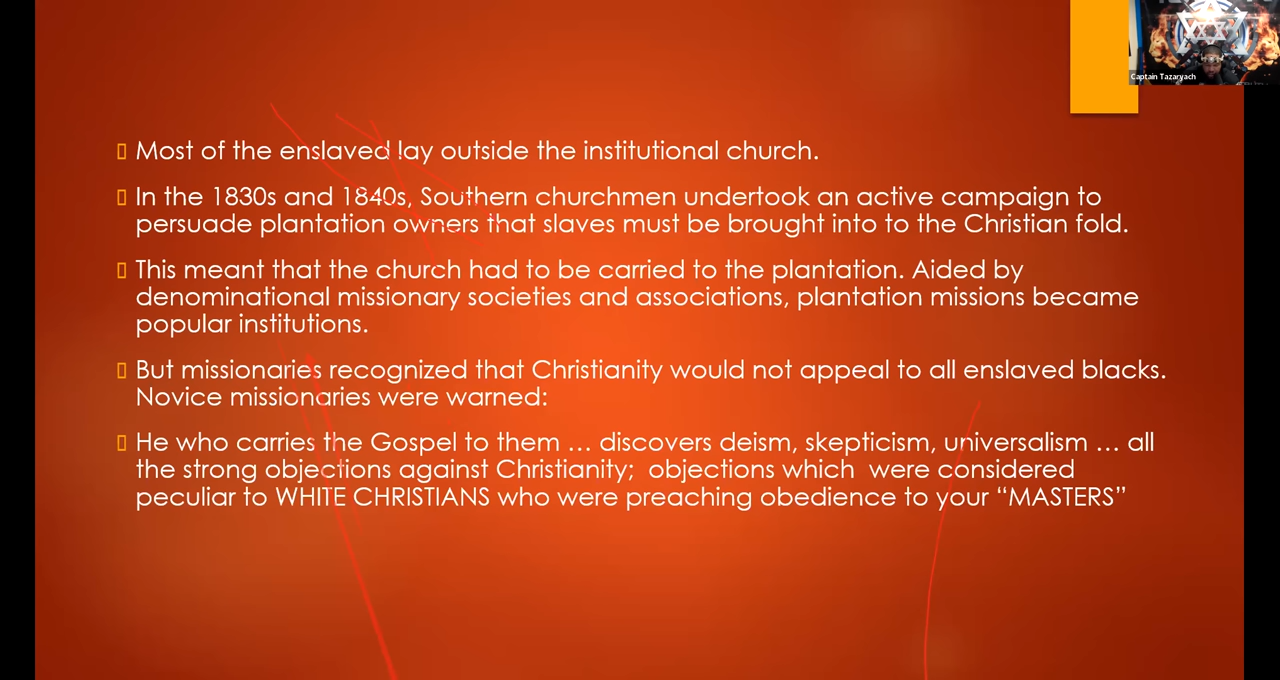 Captain Tazaryach
Most of the enslaved lay outside the institutional church.
In the 1830s and 1840s, Southern churchmen undertook an active campaign to
persuade plantation owners that slaves must be brought into to the Christian fold.
This meant that the church had to be carried to the plantation. Aided by
denominational missionary societies and associations, plantation missions became
popular institutions.
But missionaries recognized that Christianity would not appeal to all enslaved blacks.
Novice missionaries were warned:
He who carries the Gospel to them … discovers deism, skepticism, universalism … all
the strong objections against Christianity; objections which were considered
peculiar to WHITE CHRISTIANS who were preaching obedience to your “MASTERS”